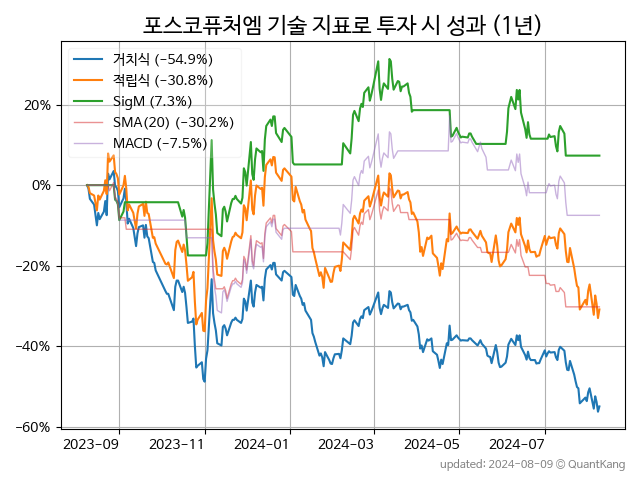 포스코퓨처엠 기술 지표로 투자 시 성과 (1년)
거치식 (−54.9%)
적립식 (−30.8%)
SigM (7.3%)
SMA(20) (−30.2%)
MACD (−7.5%)
20%
0%
−20%
−40%
−60%
2023-09 2023-11 2024-01 2024-03 2024-05 2024-07
updated: 2024-08-09 © QuantKang